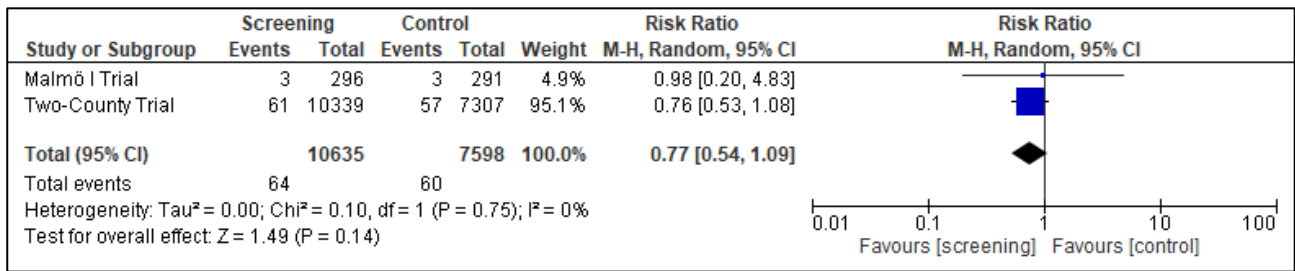 Screening Control Risk Ratio Risk Ratio
Study or Subgroup Events Total Events Total Weight M-H, Random, 95% CI M-H, Random, 95% CI
Malmö I Trial 3 296 3 291 4.9% 0.98 [0.20, 4.83]
Two-County Trial 61 10339 57 7307 95.1% 0.76 [0.53, 1.08]
Total (95% CI) 10635 7598 100.0% 0.77 [0.54, 1.09]
Total events 64 60
Heterogeneity: Tau² = 0.00; Chi² = 0.10, df = 1 (P = 0.75); I² = 0%
Test for overall effect: Z = 1.49 (P = 0.14)
0.01 0.1 1 10 100
Favours [screening] Favours [control]